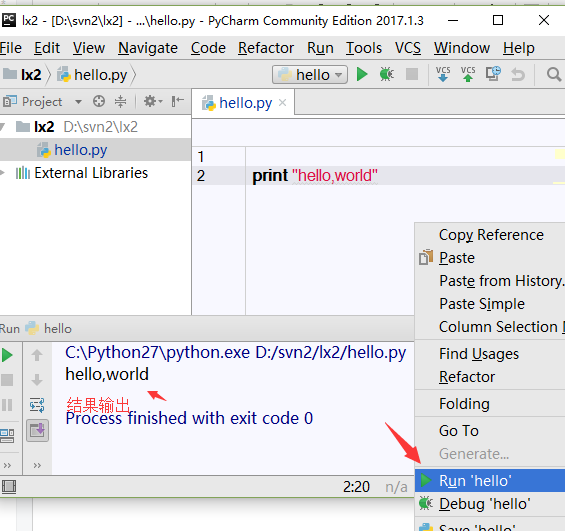 lx2 - [D:\svn2\lx2] - ...\hello.py - PyCharm Community Edition 2017.1.3
File Edit View Navigate Code Refactor Run Tools VCS Window Help
lx2 hello.py hello VCS VCS
Project hello.py
lx2 D:\svn2\lx2
hello.py
External Libraries
1
2 print "hello,world"
Copy Reference
Paste
Paste from History.
Paste Simple
Column Selection
Find Usages
Refactor
Folding
Go To
Generate...
Run 'hello'
Debug 'hello'
Save 'hello'
Run hello
C:\Python27\python.exe D:/svn2/lx2/hello.py
hello,world
结果输出
Process finished with exit code 0
2:20 n/a